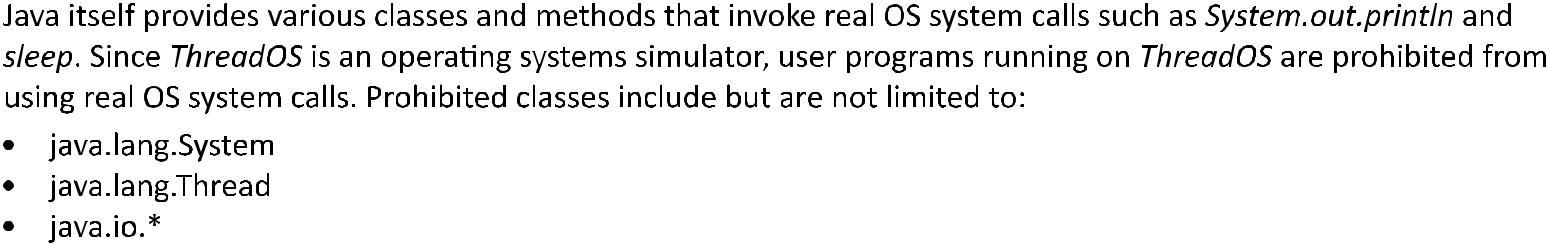 Java itself provides various classes and methods that invoke real OS system calls such as System.out.println and
sleep. Since ThreadOS is an operating systems simulator, user programs running on ThreadOS are prohibited from
using real OS system calls. Prohibited classes include but are not limited to:
• java.lang.System
• java.lang.Thread
• java.io.*